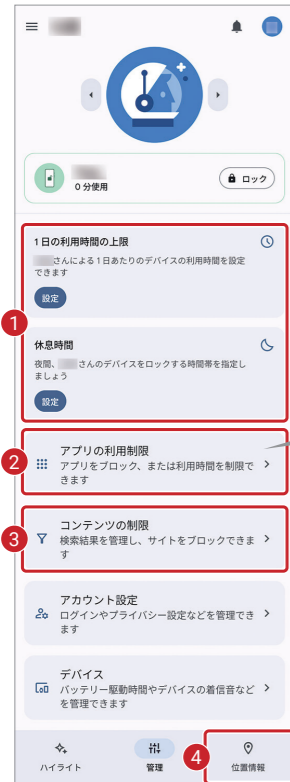 0 分使用
ロック
1日の利用時間の上限
さんによる1日あたりのデバイスの利用時間を設定
できます
設定
1
休息時間
夜間、 さんのデバイスをロックする時間帯を指定し
ましょう
設定
アプリの利用制限
2
アプリをブロック、または利用時間を制限で
きます
コンテンツの制限
3
検索結果を管理し、サイトをブロックできま
す
アカウント設定
ログインやプライバシー設定などを管理でき
ます
デバイス
バッテリー駆動時間やデバイスの着信音など
を管理できます
4
ハイライト
管理
位置情報